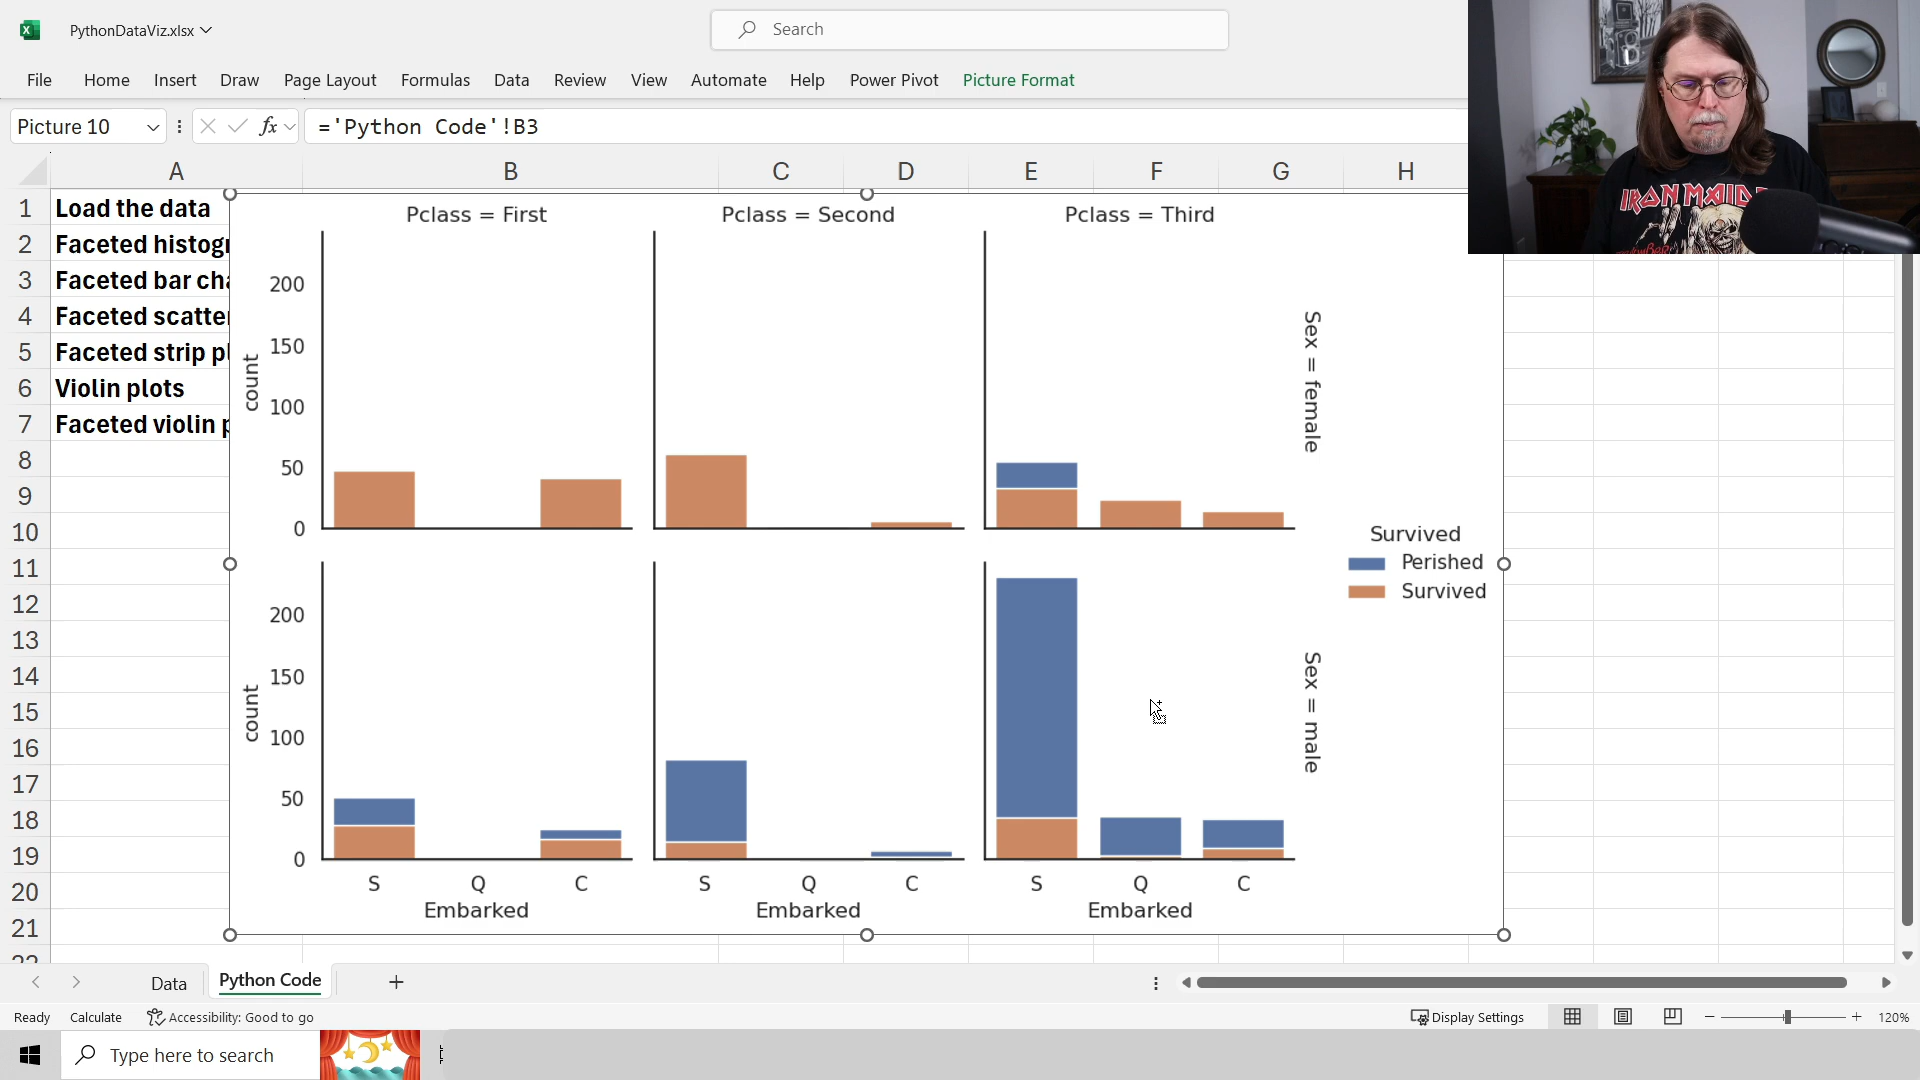 PythonDataViz.xlsx
Search
File Home Insert Draw Page Layout Formulas Data Review View Automate Help Power Pivot Picture Format
Picture 10 fx ='Python Code'!B3
A B C D E F G H
1 Load the data
2 Faceted histogr
3 Faceted bar cha
4 Faceted scatter
5 Faceted strip pl
6 Violin plots
7 Faceted violin p
8
9
10
11
12
13
14
15
16
17
18
19
20
21
22
Pclass = First Pclass = Second Pclass = Third
200
150
100
50
0
count
Sex = female
Survived
Perished
Survived
200
150
100
50
0
count
Sex = male
S Q C S Q C S Q C
Embarked Embarked Embarked
IRON MAIDE
Data Python Code
Ready Calculate Accessibility: Good to go Display Settings 120%
Type here to search